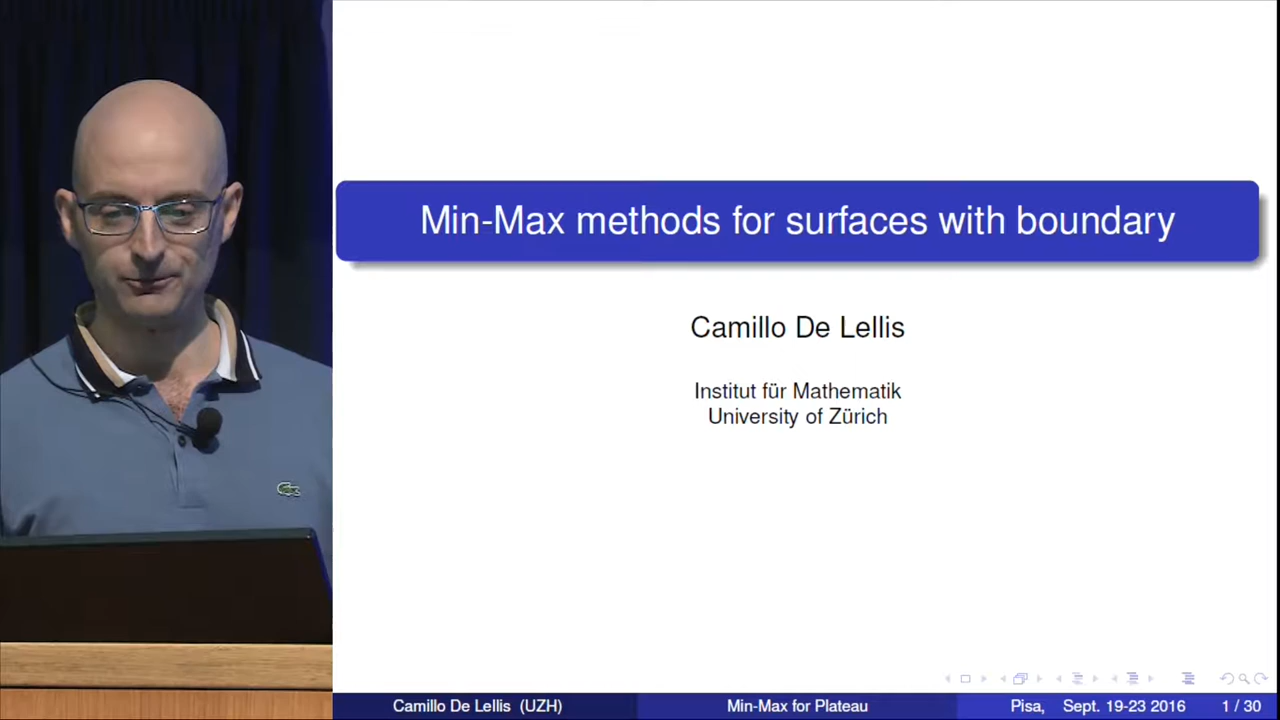 Min-Max methods for surfaces with boundary
Camillo De Lellis
Institut für Mathematik
University of Zürich
Camillo De Lellis (UZH) Min-Max for Plateau Pisa, Sept. 19-23 2016 1 / 30